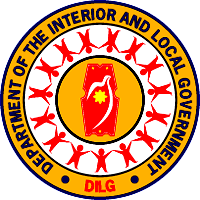 DEPARTMENT OF THE INTERIOR AND LOCAL GOVERNMENT
DILG